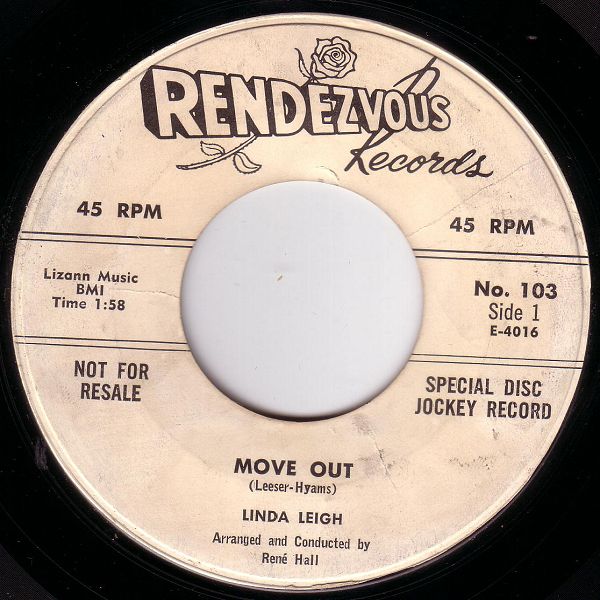 RENDEZVOUS
Records
45 RPM
45 RPM
Lizann Music
BMI
Time 1:58
No. 103
Side 1
E-4016
NOT FOR
RESALE
SPECIAL DISC
JOCKEY RECORD
MOVE OUT
(Leeser-Hyams)
LINDA LEIGH
Arranged and Conducted by
René Hall